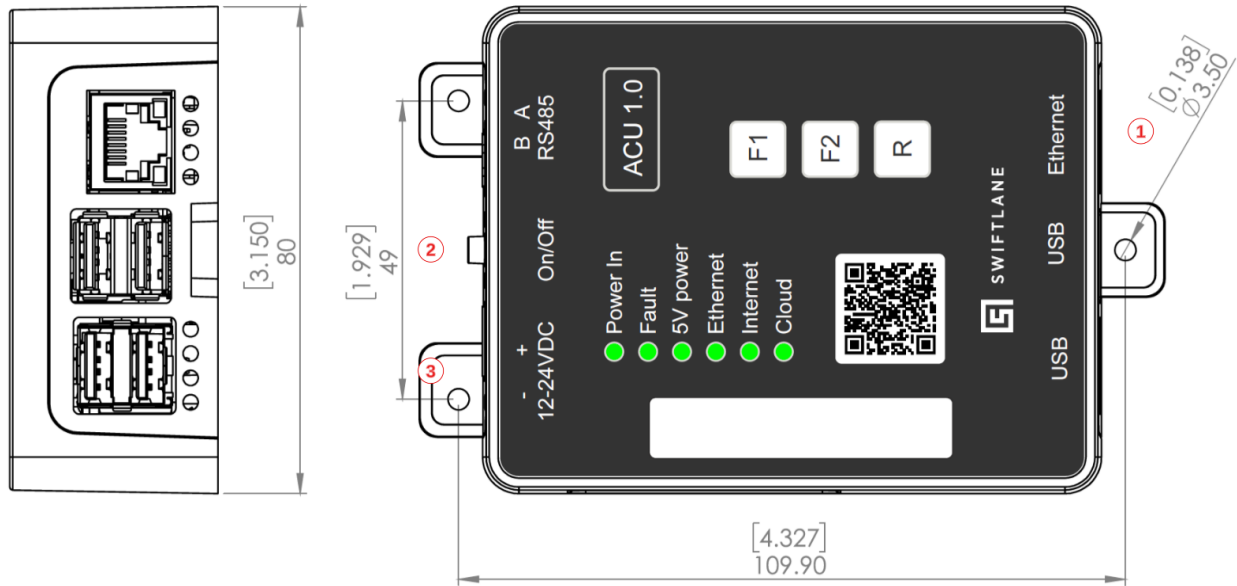 [3.150]
80
[1.929]
49
[0.138]
Ø3.50
[4.327]
109.90
1
2
3
B A
RS485
On/Off
- +
12-24VDC
ACU 1.0
F1
F2
R
Power In
Fault
5V power
Ethernet
Internet
Cloud
SWIFTLANE
Ethernet
USB
USB